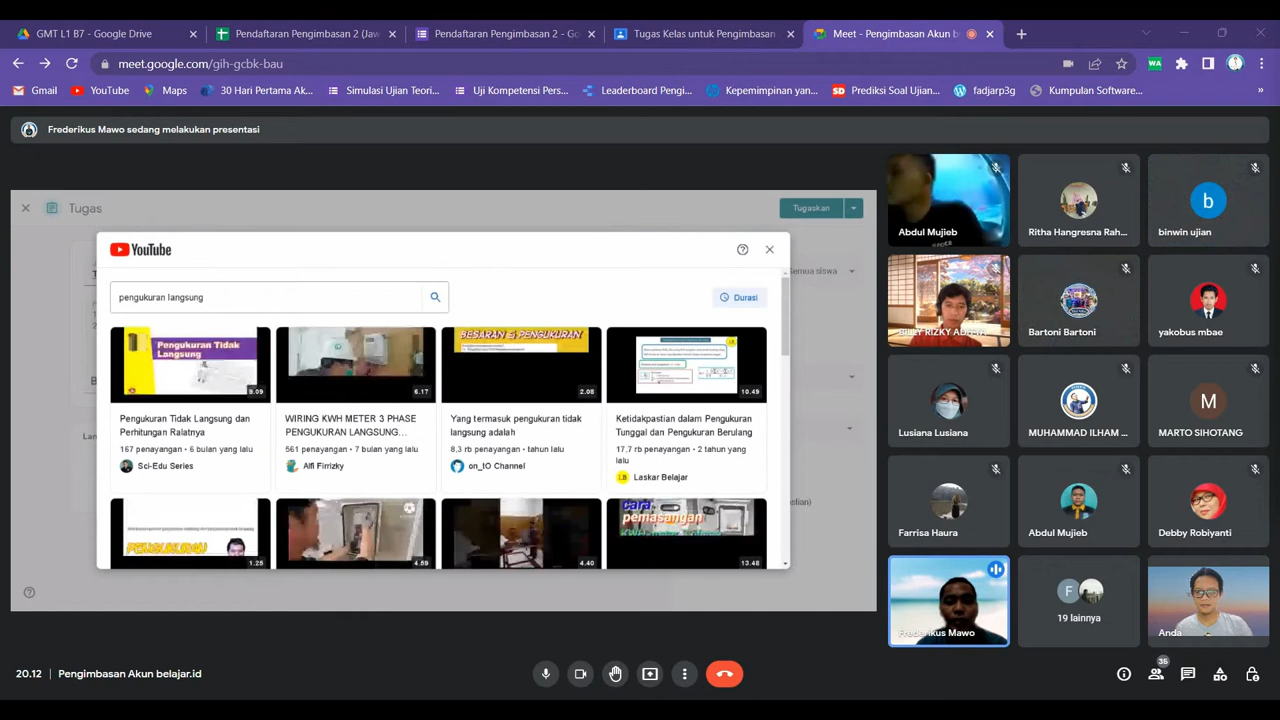 GMT L1 B7 - Google Drive
Pendaftaran Pengimbasan 2 (Jaw
Pendaftaran Pengimbasan 2 - Go
Tugas Kelas untuk Pengimbasan
Meet - Pengimbasan Akun b
meet.google.com/gih-gcbk-bau
WA
Gmail
YouTube
Maps
30 Hari Pertama Ak...
Simulasi Ujian Teori...
Uji Kompetensi Pers...
Leaderboard Pengi...
Kepemimpinan yan...
SD
Prediksi Soal Ujian...
fadjarp3g
Kumpulan Software...
»
Frederikus Mawo sedang melakukan presentasi
Tugas
Tugaskan
Semua siswa
YouTube
pengukuran langsung
Durasi
Pengukuran Tidak
Langsung
BESARAN & PENGUKURAN
6.17
2.08
10.49
Pengukuran Tidak Langsung dan
Perhitungan Ralatnya
167 penayangan • 6 bulan yang lalu
Sci-Edu Series
WIRING KWH METER 3 PHASE
PENGUKURAN LANGSUNG...
561 penayangan • 7 bulan yang lalu
Alfi Firrizky
Yang termasuk pengukuran tidak
langsung adalah
8,3 rb penayangan • tahun lalu
on_tO Channel
Ketidakpastian dalam Pengukuran
Tunggal dan Pengukuran Berulang
17,7 rb penayangan • 2 tahun yang
lalu
LB
Laskar Belajar
PENGUKURAN
cara
pemasangan
1.25
4.59
4.40
13.48
Abdul Mujieb
Ritha Hangresna Rah...
b
binwin ujian
Bartoni Bartoni
yakobus mbae
Lusiana Lusiana
MUHAMMAD ILHAM ...
M
MARTO SIHOTANG
Farrisa Haura
Abdul Mujieb
Debby Robiyanti
Frederikus Mawo
F
19 lainnya
Anda
20.12 | Pengimbasan Akun belajar.id
35